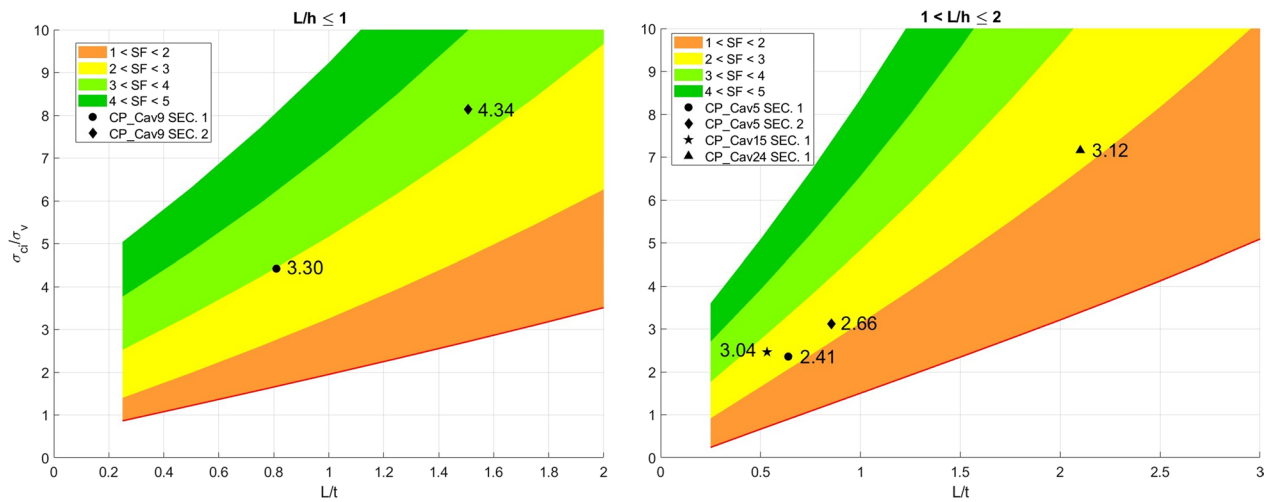 L/h ≤ 1
10
9
8
7
6
5
4
3
2
1
0
σci/σv
1 < SF < 2
2 < SF < 3
3 < SF < 4
4 < SF < 5
CP_Cav9 SEC. 1
CP_Cav9 SEC. 2
4.34
3.30
0 0.2 0.4 0.6 0.8 1 1.2 1.4 1.6 1.8 2
L/t
1 < L/h ≤ 2
10
9
8
7
6
5
4
3
2
1
0
1 < SF < 2
2 < SF < 3
3 < SF < 4
4 < SF < 5
CP_Cav5 SEC. 1
CP_Cav5 SEC. 2
CP_Cav15 SEC. 1
CP_Cav24 SEC. 1
3.12
2.66
3.04
2.41
0 0.5 1 1.5 2 2.5 3
L/t